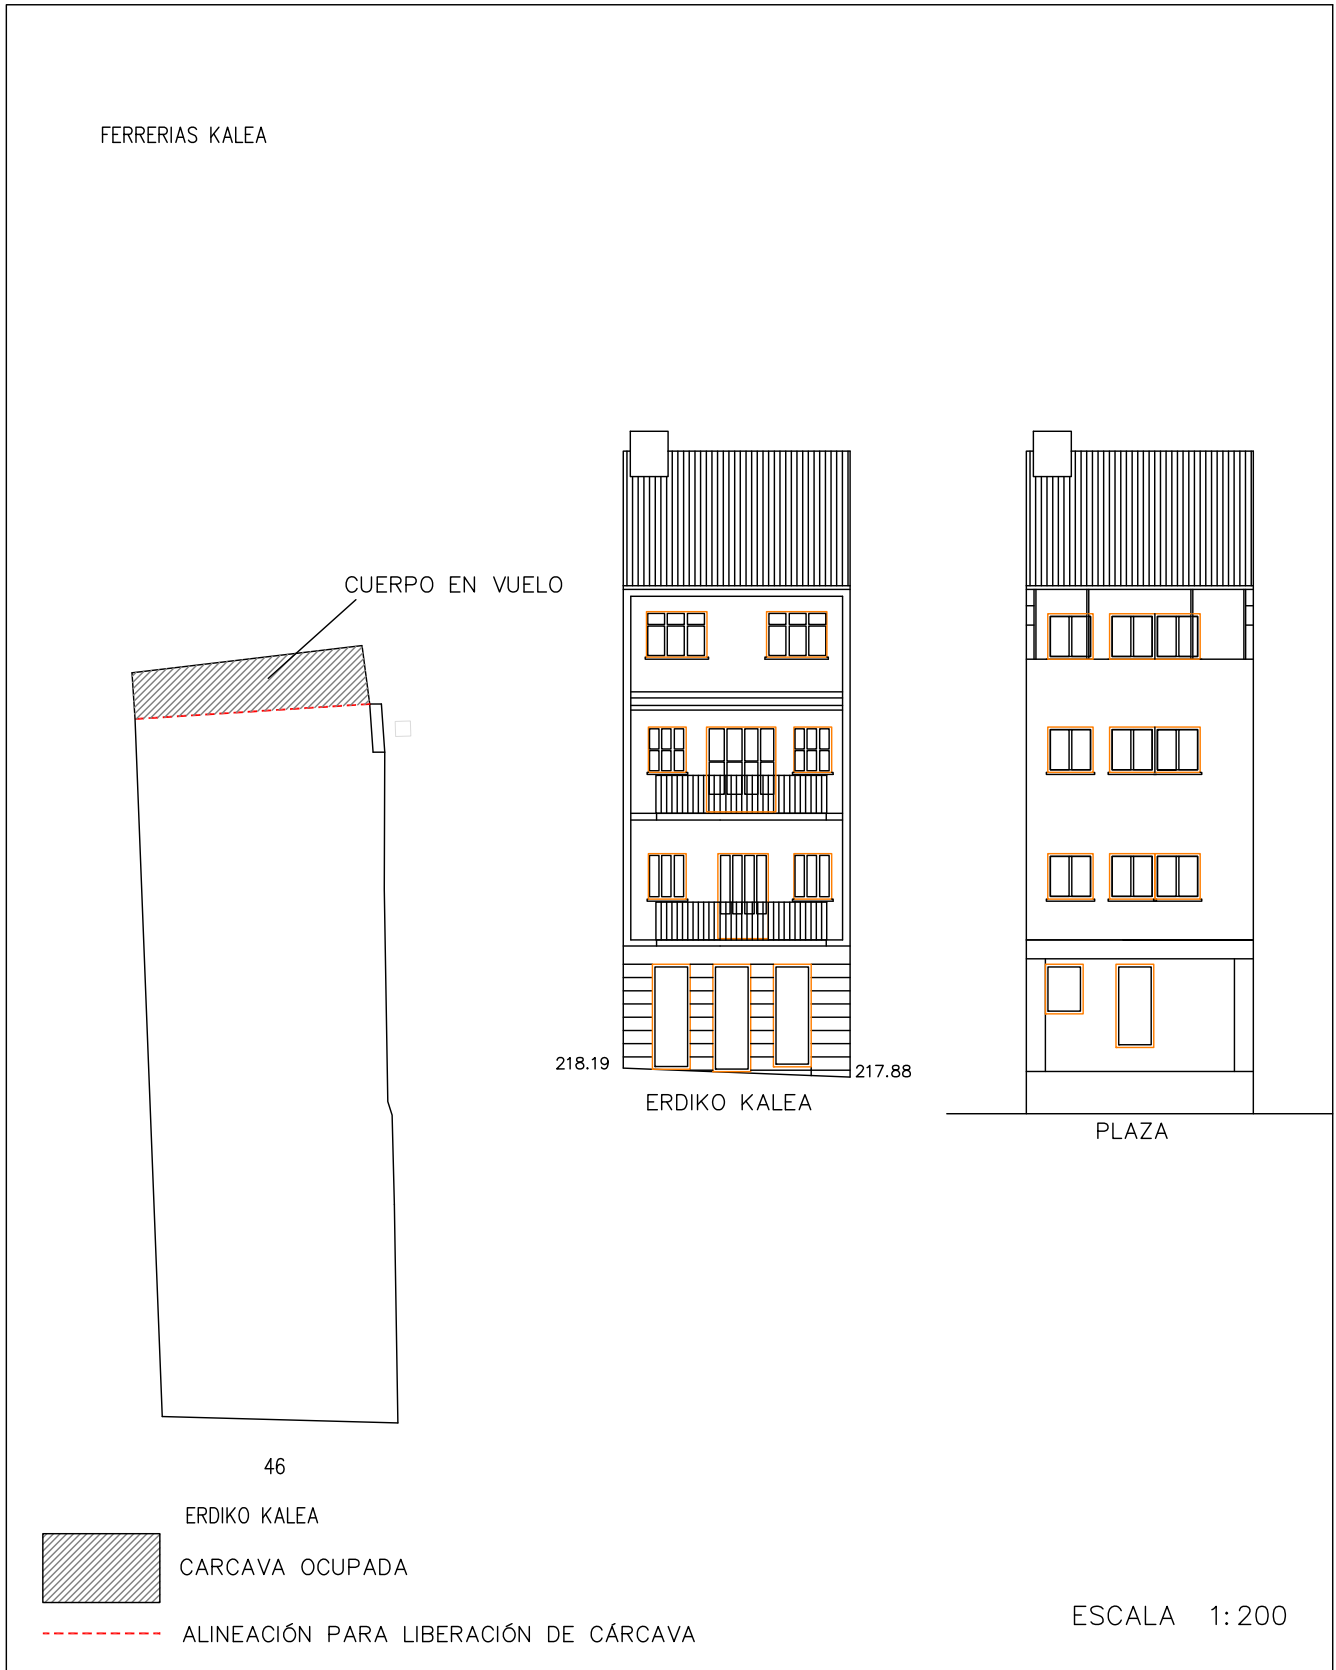 FERRERIAS KALEA
CUERPO EN VUELO
218.19
217.88
ERDIKO KALEA
PLAZA
46
ERDIKO KALEA
CARCAVA OCUPADA
ALINEACIÓN PARA LIBERACIÓN DE CÁRCAVA
ESCALA 1:200